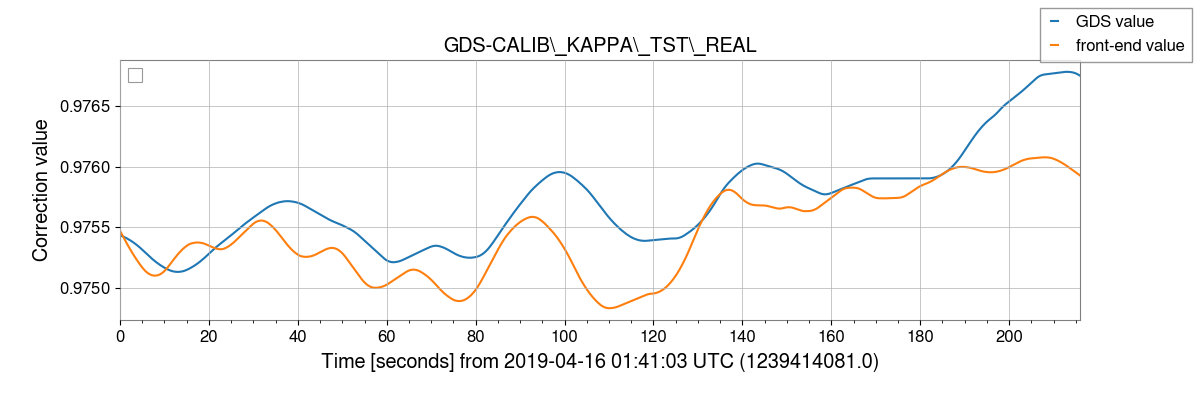 GDS value
front-end value
GDS-CALIB\_KAPPA\_TST\_REAL
Correction value
0.9765
0.9760
0.9755
0.9750
0 20 40 60 80 100 120 140 160 180 200
Time [seconds] from 2019-04-16 01:41:03 UTC (1239414081.0)